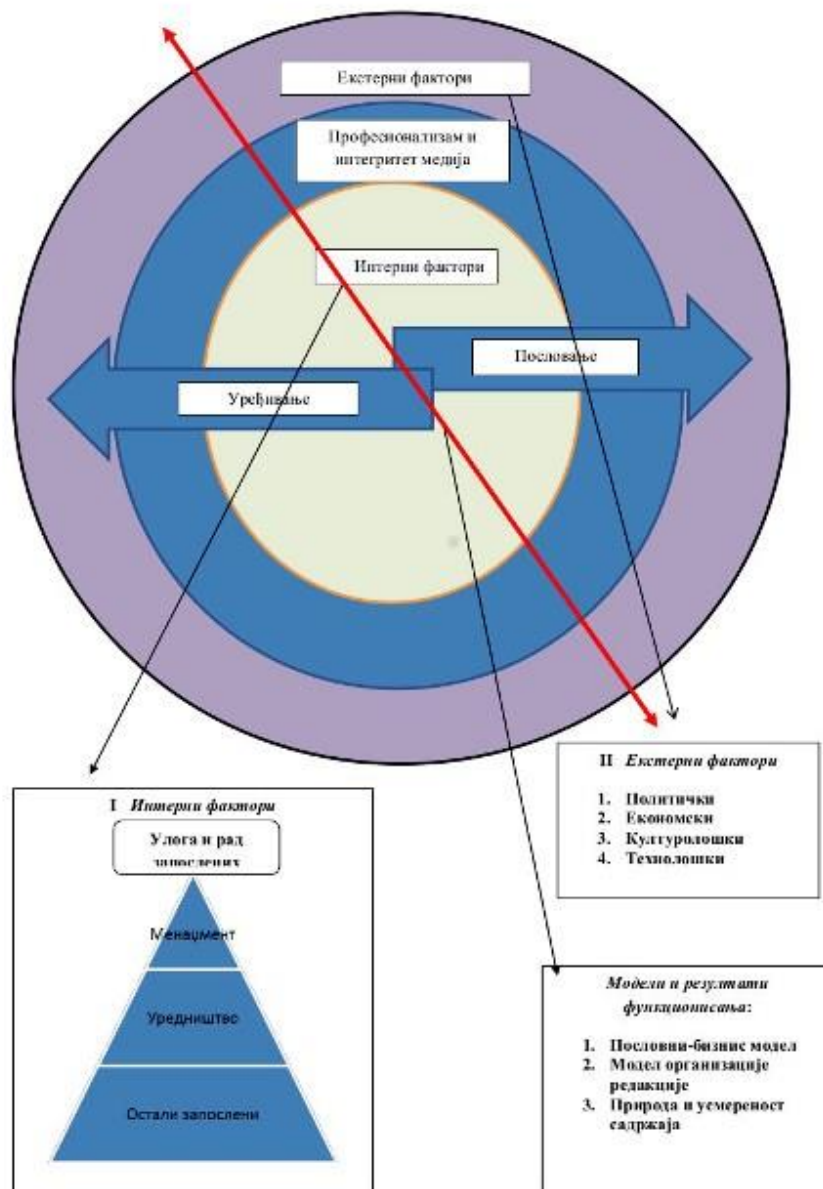 Екстерни фактори
Професионализам и
интегритет медија
Интерни фактори
Пословање
Уређивање
II Екстерни фактори
1. Политички
2. Економски
3. Културолошки
4. Технолошки
I Интерни фактори
Улога и рад
запослених
Менаџмент
Уредништво
Остали запослени
Модели и резултати
функционисања:
1. Пословни-бизнис модел
2. Модел организације
редакције
3. Природа и усмереност
садржаја